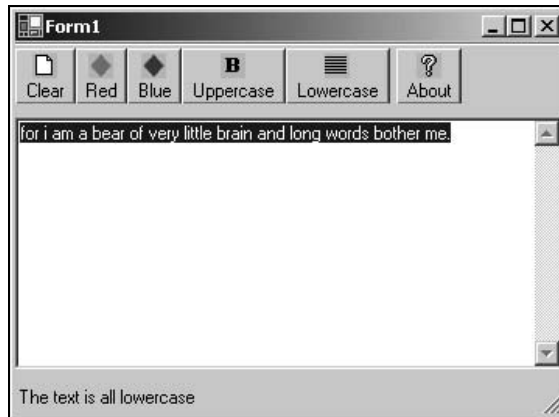 Form1
Clear Red Blue Uppercase Lowercase About
for i am a bear of very little brain and long words bother me.
The text is all lowercase